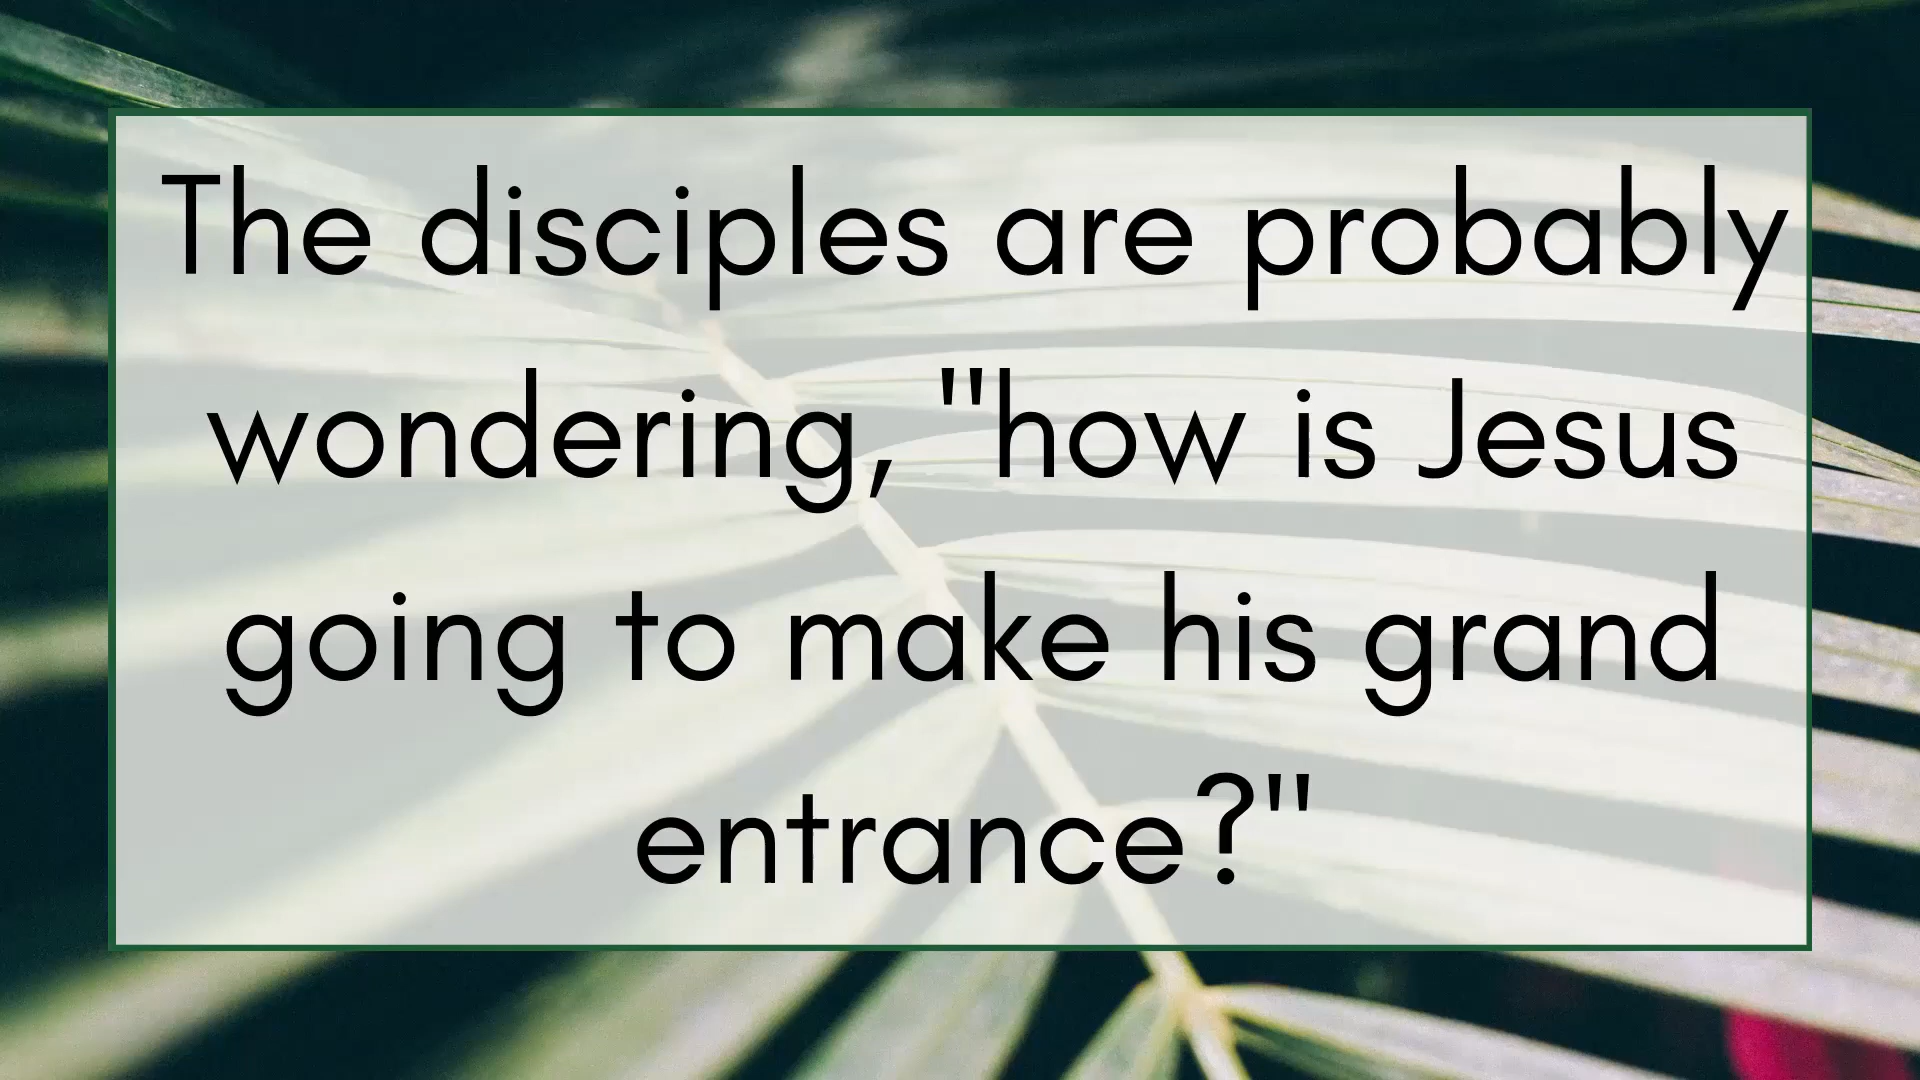 The disciples are probably
wondering, "how is Jesus
going to make his grand
entrance?"